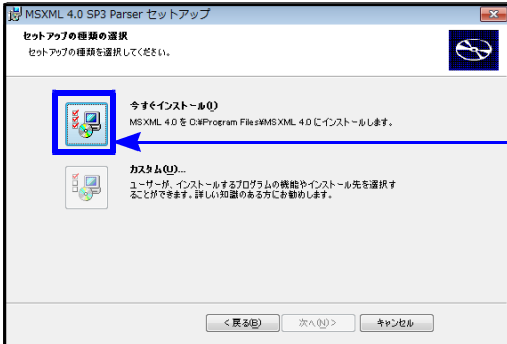 MSXML 4.0 SP3 Parser セットアップ
セットアップの種類の選択
セットアップの種類を選択してください。
今すぐインストール(I)
MSXML 4.0 を C:¥Program Files¥MSXML 4.0 にインストールします。
カスタム(U)...
ユーザーが、インストールするプログラムの機能やインストール先を選択す
ることができます。詳しい知識のある方にお勧めします。
< 戻る(B)
次へ(N) >
キャンセル